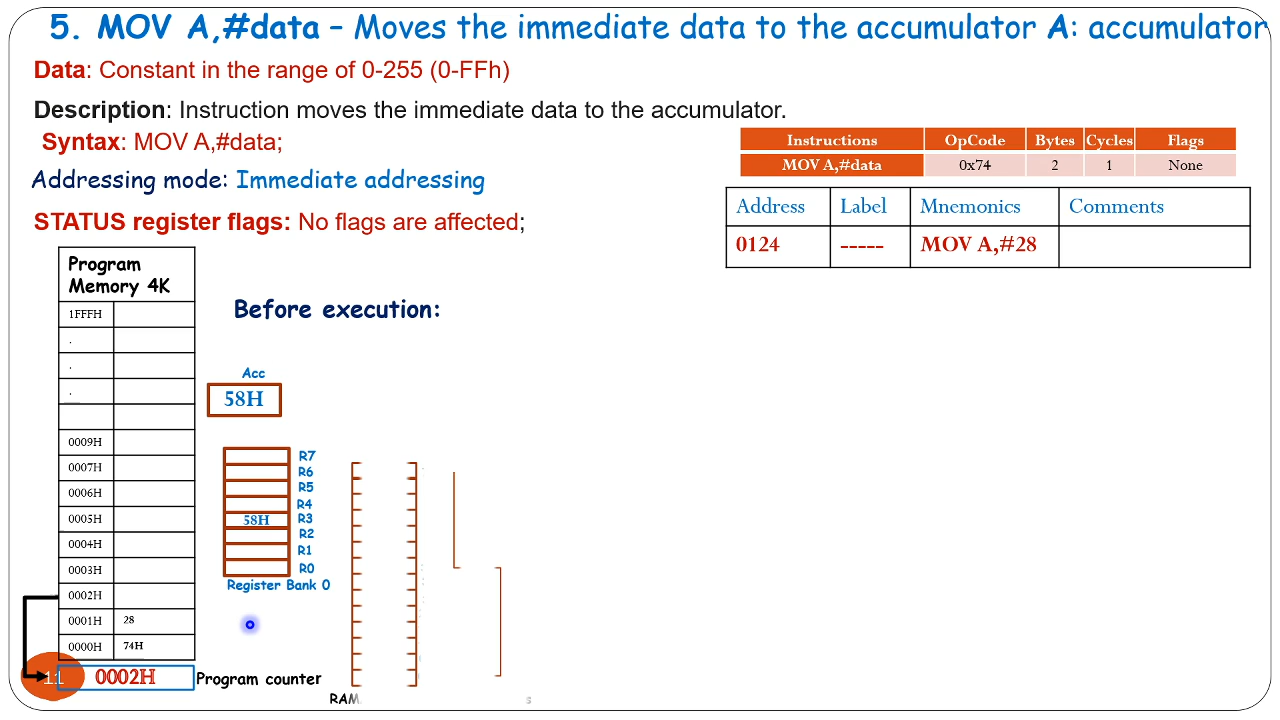 5. MOV A,#data – Moves the immediate data to the accumulator A: accumulator
Data: Constant in the range of 0-255 (0-FFh)
Description: Instruction moves the immediate data to the accumulator.
Syntax: MOV A,#data;
Addressing mode: Immediate addressing
STATUS register flags: No flags are affected;
Instructions OpCode Bytes Cycles Flags
MOV A,#data 0x74 2 1 None
Address Label Mnemonics Comments
0124 ----- MOV A,#28
Program
Memory 4K
1FFFH
.
.
.
0009H
0007H
0006H
0005H
0004H
0003H
0002H
0001H 28
0000H 74H
11 0002H Program counter
Before execution:
Acc
58H
R7
R6
R5
R4
58H R3
R2
R1
R0
Register Bank 0
RAM